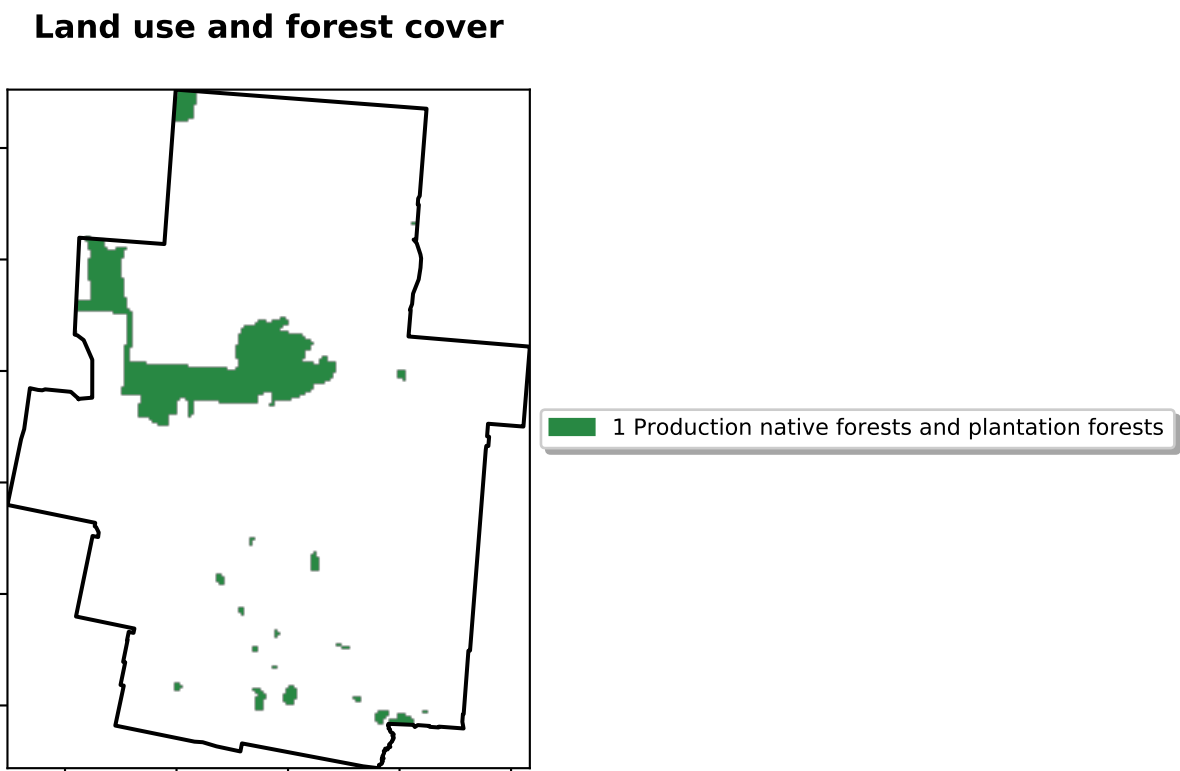 Land use and forest cover
1 Production native forests and plantation forests